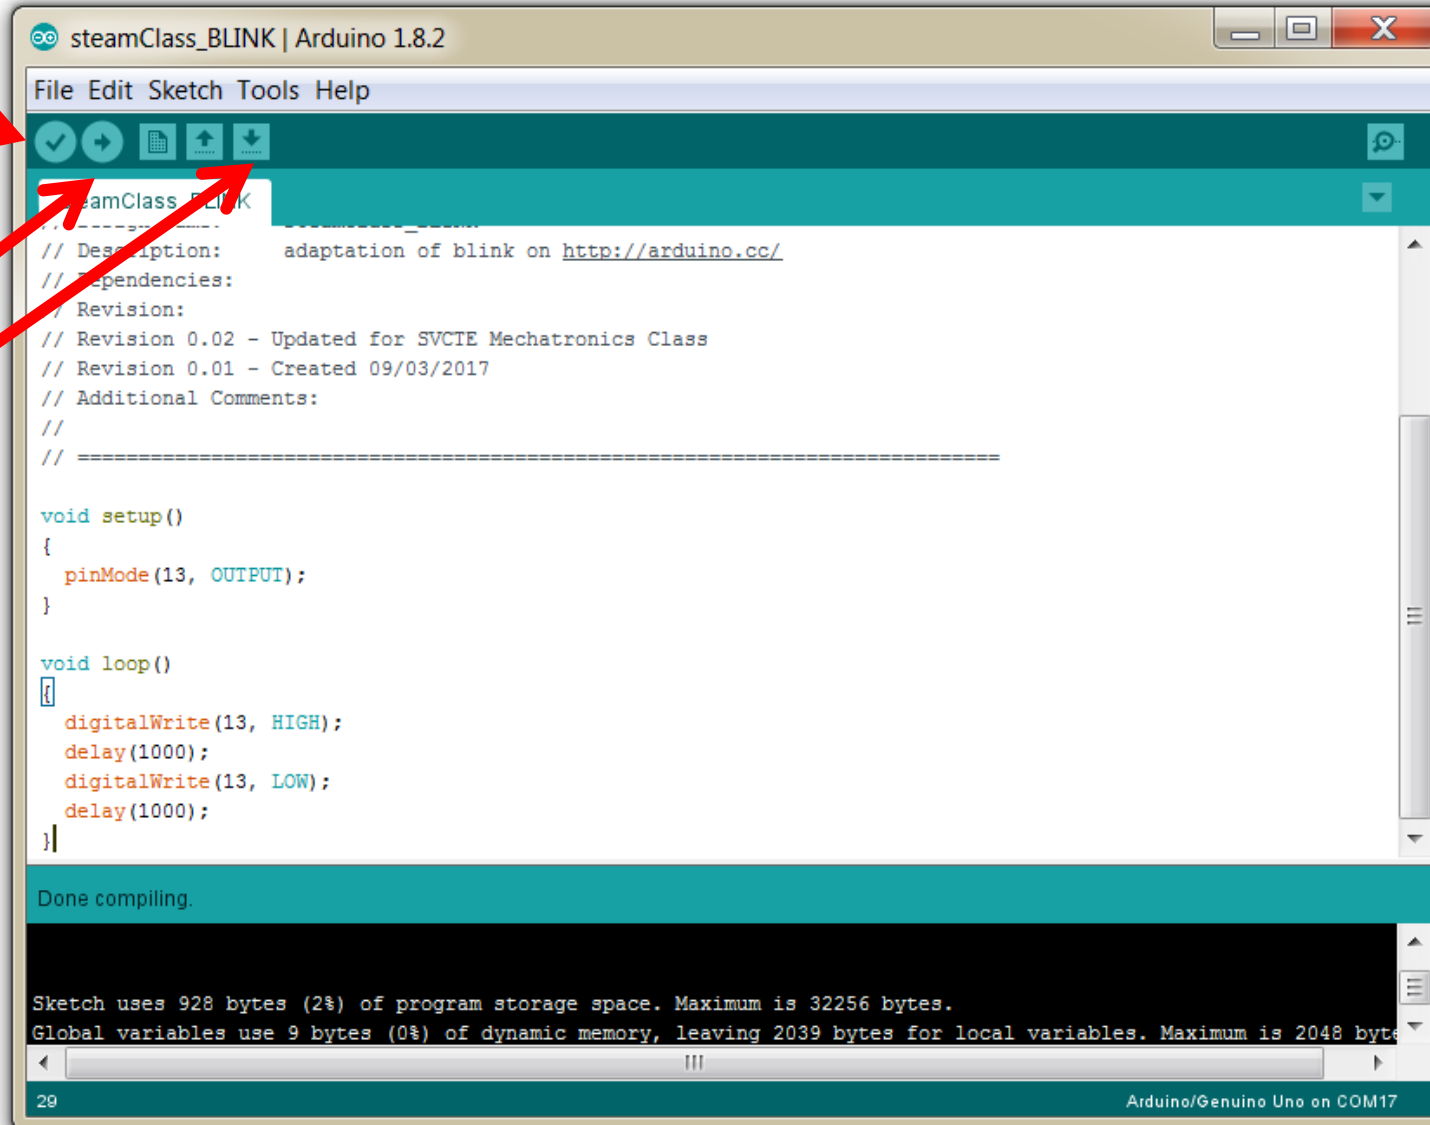 steamClass_BLINK | Arduino 1.8.2
File Edit Sketch Tools Help
// Description: adaptation of blink on http://arduino.cc/
// Dependencies:
// Revision:
// Revision 0.02 - Updated for SVCTE Mechatronics Class
// Revision 0.01 - Created 09/03/2017
// Additional Comments:
//
// ============================================================================
void setup()
{
pinMode(13, OUTPUT);
}
void loop()
{
digitalWrite(13, HIGH);
delay(1000);
digitalWrite(13, LOW);
delay(1000);
}
Done compiling.
Sketch uses 928 bytes (2%) of program storage space. Maximum is 32256 bytes.
Global variables use 9 bytes (0%) of dynamic memory, leaving 2039 bytes for local variables. Maximum is 2048 byte
29
Arduino/Genuino Uno on COM17